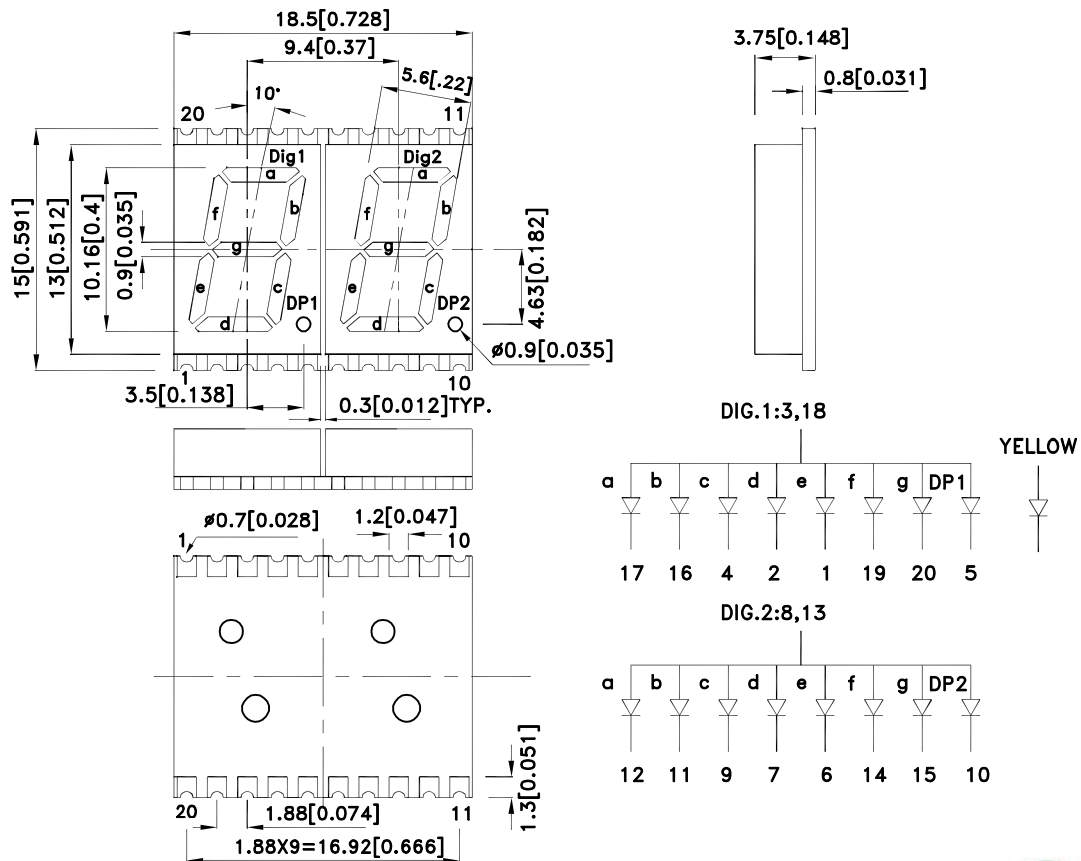 18.5[0.728]
9.4[0.37]
5.6[.22]
10°
20
11
Dig1
Dig2
a
b
c
d
e
f
g
DP1
a
b
c
d
e
f
g
DP2
15[0.591]
13[0.512]
10.16[0.4]
0.9[0.035]
4.63[0.182]
ø0.9[0.035]
1
10
3.5[0.138]
0.3[0.012]TYP.
3.75[0.148]
0.8[0.031]
ø0.7[0.028]
1.2[0.047]
1
10
20
11
1.88[0.074]
1.88X9=16.92[0.666]
1.3[0.051]
DIG.1:3,18
YELLOW
a b c d e f g DP1
17 16 4 2 1 19 20 5
DIG.2:8,13
a b c d e f g DP2
12 11 9 7 6 14 15 10